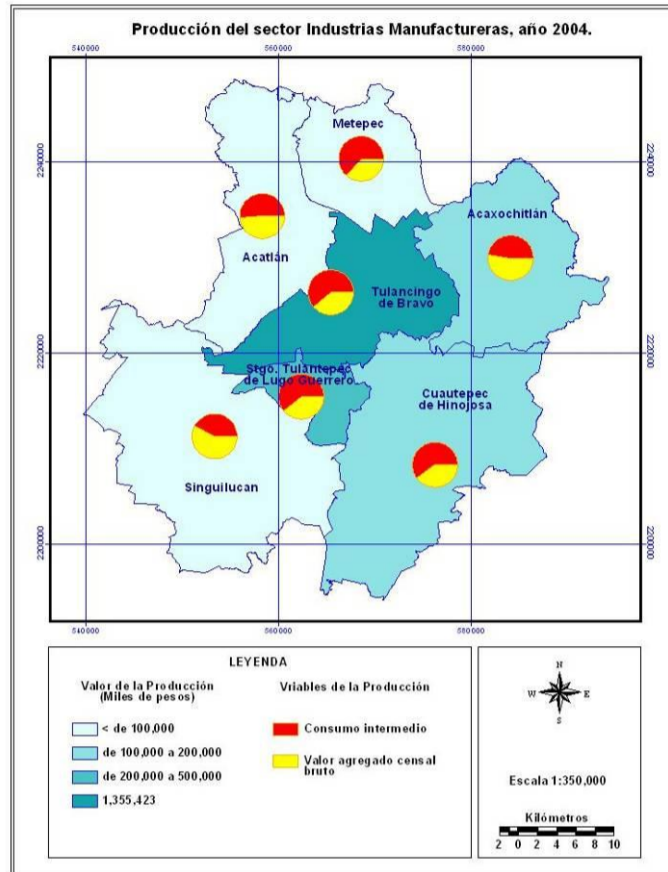 Producción del sector Industrias Manufactureras, año 2004.
540000 560000 580000
2240000 2240000
Metepec
Acaxochitlán
Acatlán
Tulancingo
de Bravo
2220000 2220000
Stgo. Tulantepec
de Lugo Guerrero
Cuautepec
de Hinojosa
Singuilucan
2200000 2200000
540000 560000 580000
LEYENDA
Valor de la Producción
(Miles de pesos)
< de 100,000
de 100,000 a 200,000
de 200,000 a 500,000
1,355,423
Vriables de la Producción
Consumo intermedio
Valor agregado censal
bruto
N
W E
S
Escala 1:350,000
Kilómetros
2 0 2 4 6 8 10